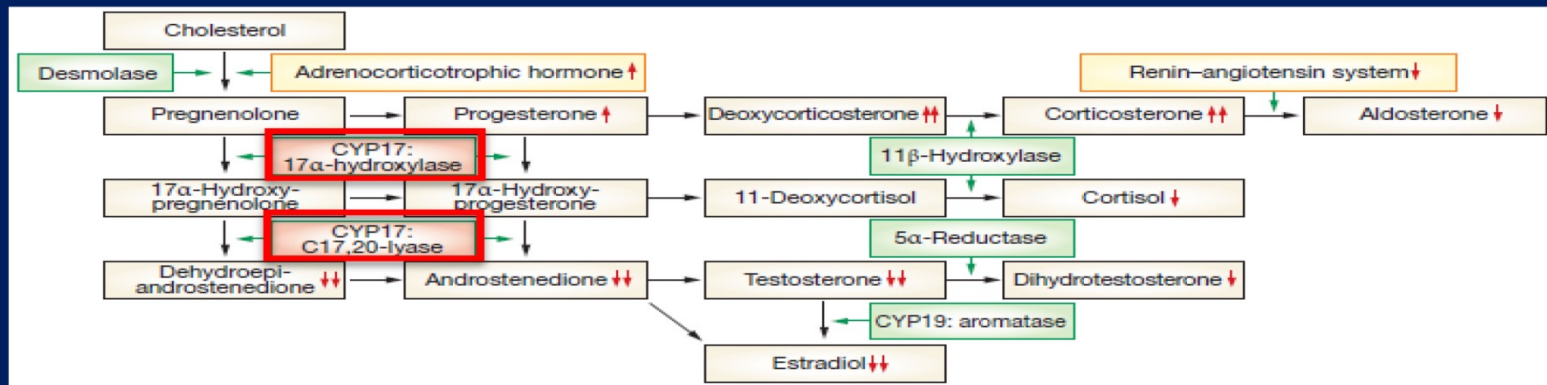 Cholesterol
Desmolase
Adrenocorticotrophic hormone ↑
Renin–angiotensin system ↓
Pregnenolone
Progesterone ↑
Deoxycorticosterone ↑↑
Corticosterone ↑↑
Aldosterone ↓
CYP17:
17α-hydroxylase
11β-Hydroxylase
17α-Hydroxy-
pregnenolone
17α-Hydroxy-
progesterone
11-Deoxycortisol
Cortisol ↓
CYP17:
C17,20-lyase
5α-Reductase
Dehydroepi-
androstenedione ↓↓
Androstenedione ↓↓
Testosterone ↓↓
Dihydrotestosterone ↓
CYP19: aromatase
Estradiol ↓↓